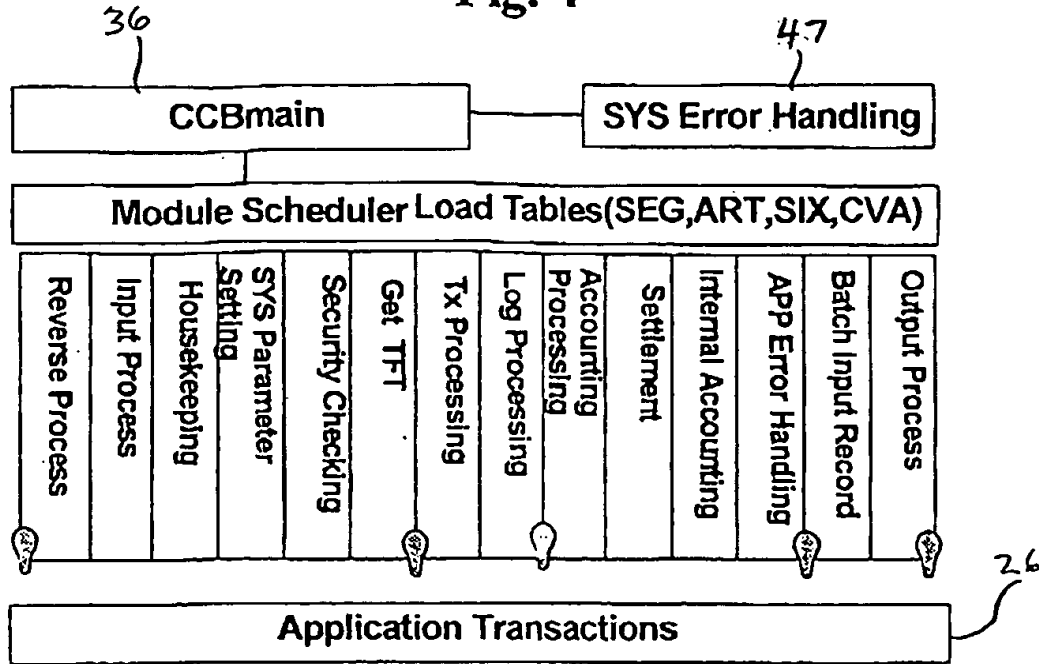 36
47
CCBmain
SYS Error Handling
Module Scheduler Load Tables(SEG,ART,SIX,CVA)
Reverse Process
Input Process
Housekeeping
SYS Parameter
Setting
Security Checking
Get TFT
Tx Processing
Log Processing
Accounting
Processing
Settlement
Internal Accounting
APP Error Handling
Batch Input Record
Output Process
26
Application Transactions